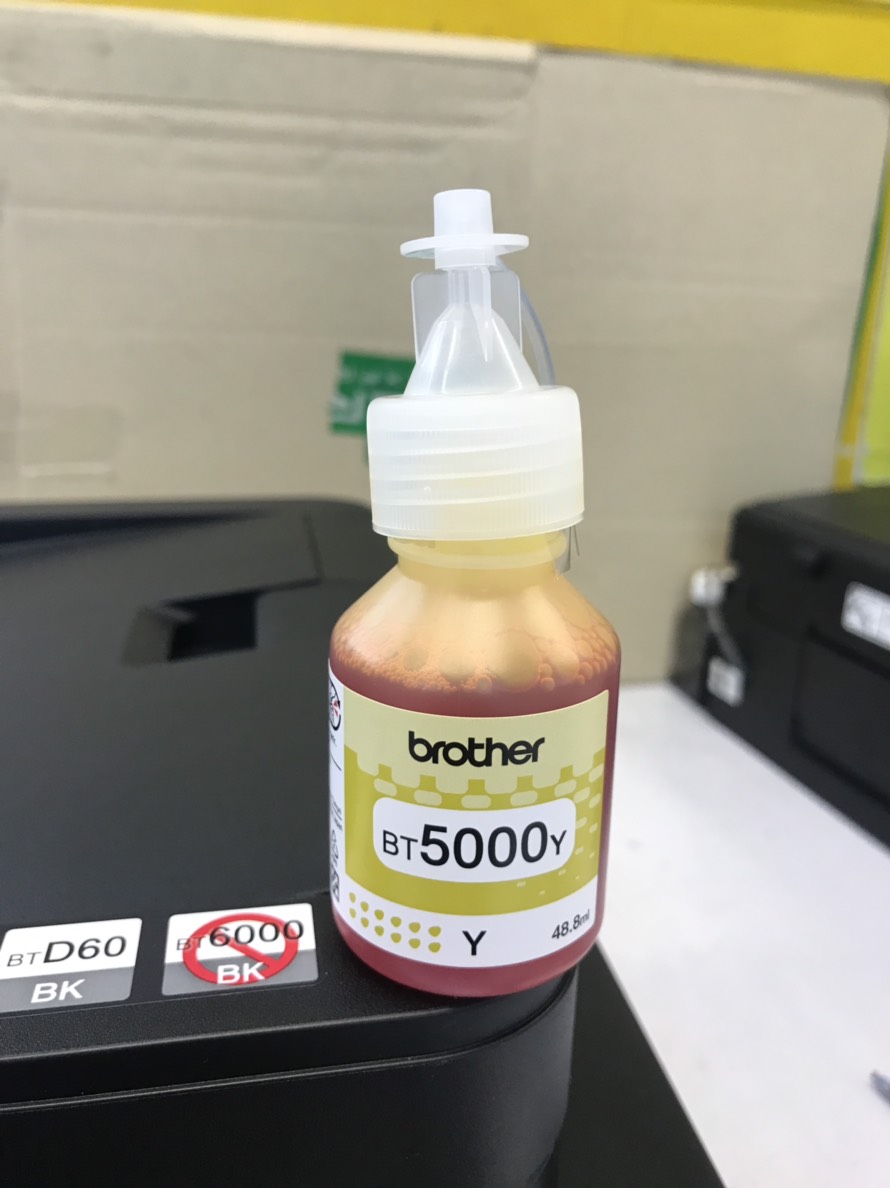 brother
BT5000Y
Y
48.8ml
BTD60
BK
BT6000
BK